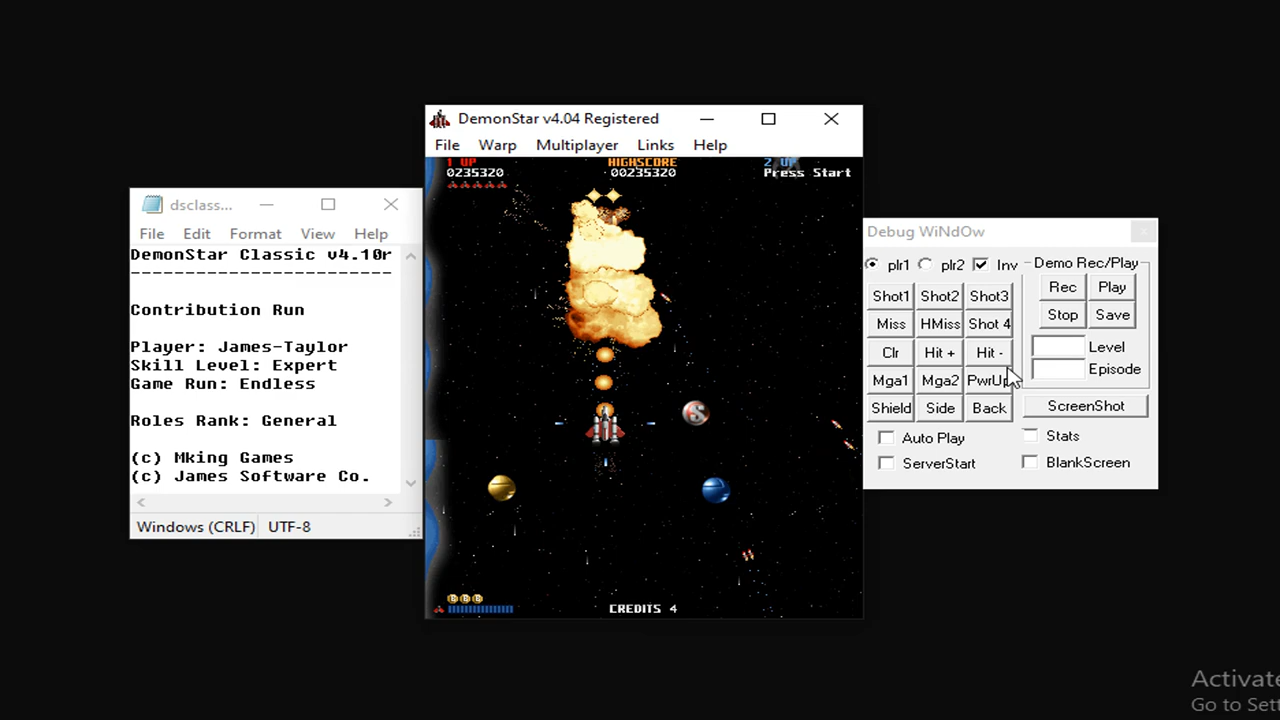 dsclass...
File Edit Format View Help
DemonStar Classic v4.10r
------------------------
Contribution Run
Player: James-Taylor
Skill Level: Expert
Game Run: Endless
Roles Rank: General
(c) Mking Games
(c) James Software Co.
Windows (CRLF) UTF-8
DemonStar v4.04 Registered
File Warp Multiplayer Links Help
1 UP HIGHSCORE 2 UP
0235320 00235320 Press Start
S
CREDITS 4
Debug WiNdOw
plr1 plr2 Inv Demo Rec/Play
Shot1 Shot2 Shot3 Rec Play
Miss HMiss Shot 4 Stop Save
Clr Hit + Hit - Level
Mga1 Mga2 PwrUp Episode
Shield Side Back ScreenShot
Auto Play Stats
ServerStart BlankScreen
Activate
Go to Sett